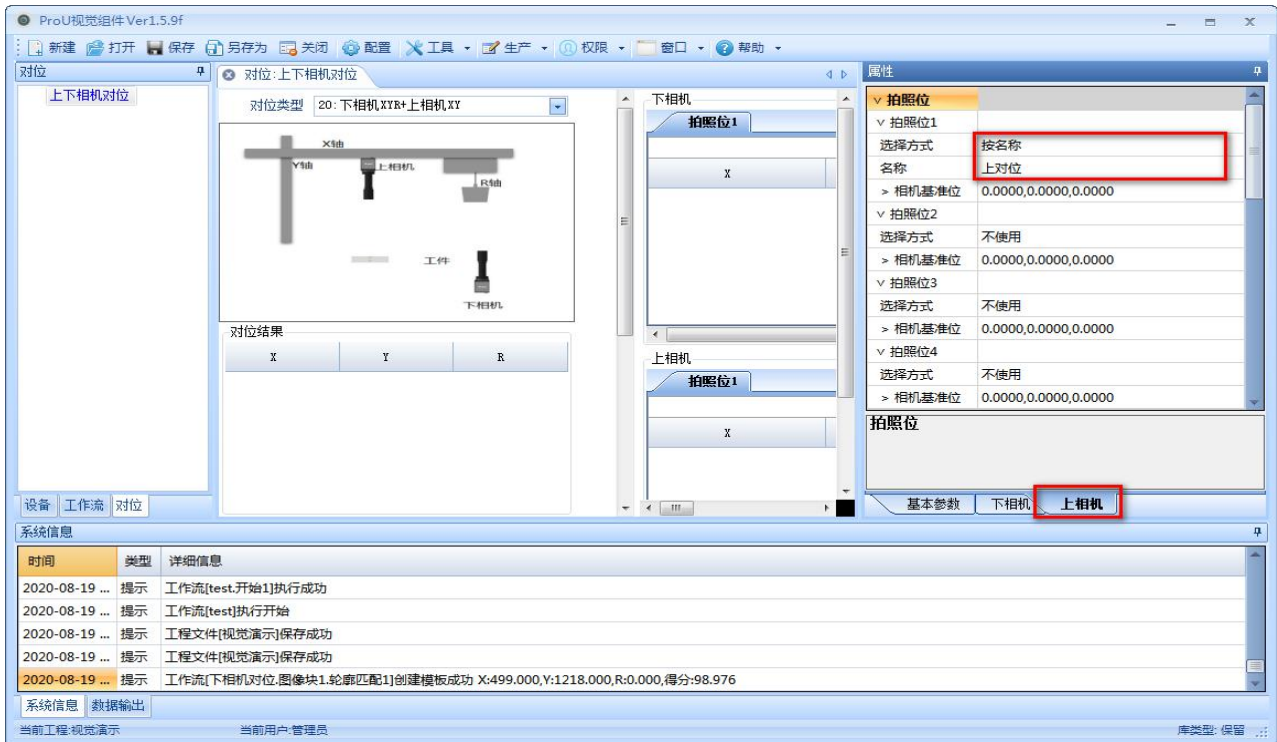 ProU视觉组件 Ver1.5.9f
新建 打开 保存 另存为 关闭 配置 工具 生产 权限 窗口 帮助
对位
上下相机对位
对位:上下相机对位
对位类型 20:下相机XYR+上相机XY
X轴
Y轴
上相机
R轴
工件
下相机
对位结果
X Y R
下相机
拍照位1
X
上相机
拍照位1
X
属性
拍照位
拍照位1
选择方式 按名称
名称 上对位
> 相机基准位 0.0000,0.0000,0.0000
拍照位2
选择方式 不使用
> 相机基准位 0.0000,0.0000,0.0000
拍照位3
选择方式 不使用
> 相机基准位 0.0000,0.0000,0.0000
拍照位4
选择方式 不使用
> 相机基准位 0.0000,0.0000,0.0000
拍照位
基本参数 下相机 上相机
设备 工作流 对位
系统信息
时间 类型 详细信息
2020-08-19 ... 提示 工作流[test.开始1]执行成功
2020-08-19 ... 提示 工作流[test]执行开始
2020-08-19 ... 提示 工程文件[视觉演示]保存成功
2020-08-19 ... 提示 工程文件[视觉演示]保存成功
2020-08-19 ... 提示 工作流[下相机对位.图像块1.轮廓匹配1]创建模板成功 X:499.000,Y:1218.000,R:0.000,得分:98.976
系统信息 数据输出
当前工程:视觉演示 当前用户:管理员 库类型: 保留